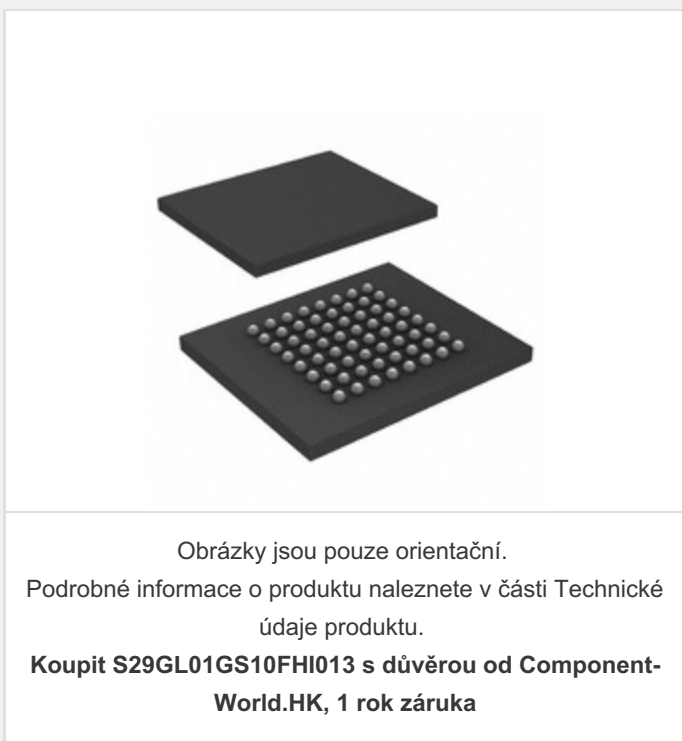 Obrázky jsou pouze orientační.
Podrobné informace o produktu naleznete v části Technické
údaje produktu.
Koupit S29GL01GS10FHI013 s důvěrou od Component-
World.HK, 1 rok záruka